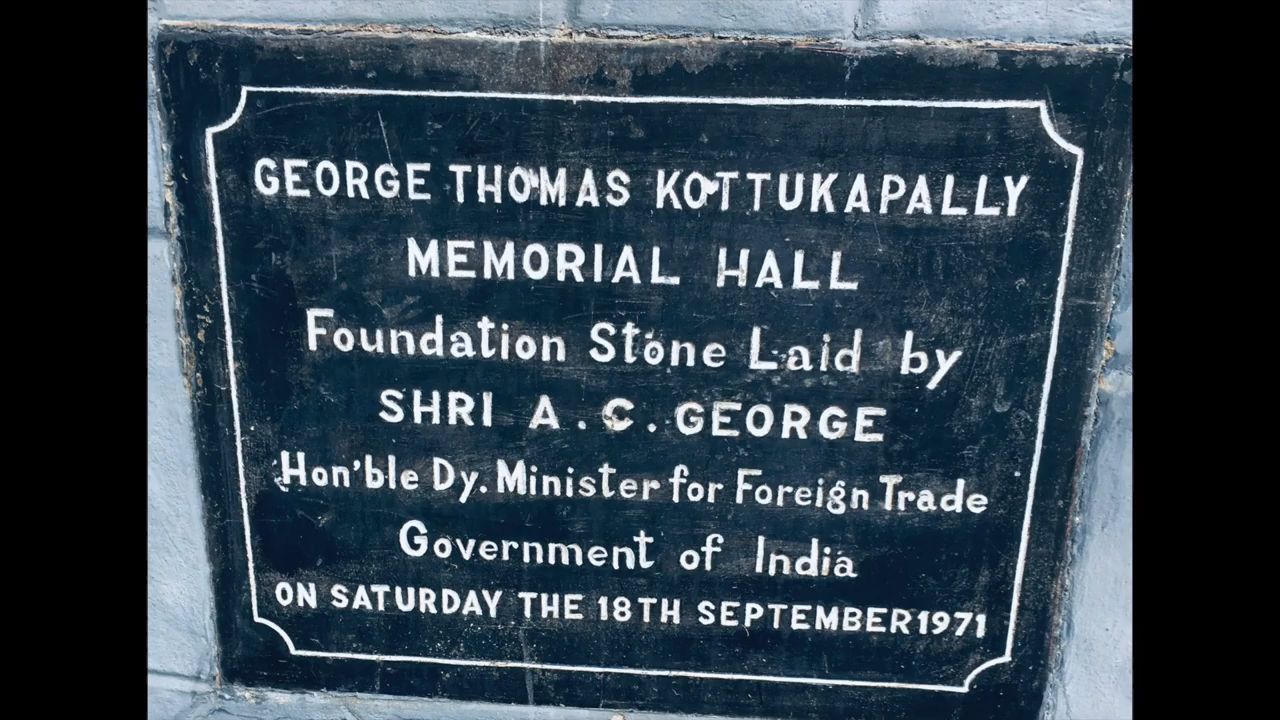 GEORGE THOMAS KOTTUKAPALLY
MEMORIAL HALL
Foundation Stone Laid by
SHRI A. C. GEORGE
Hon'ble Dy. Minister for Foreign Trade
Government of India
ON SATURDAY THE 18TH SEPTEMBER 1971